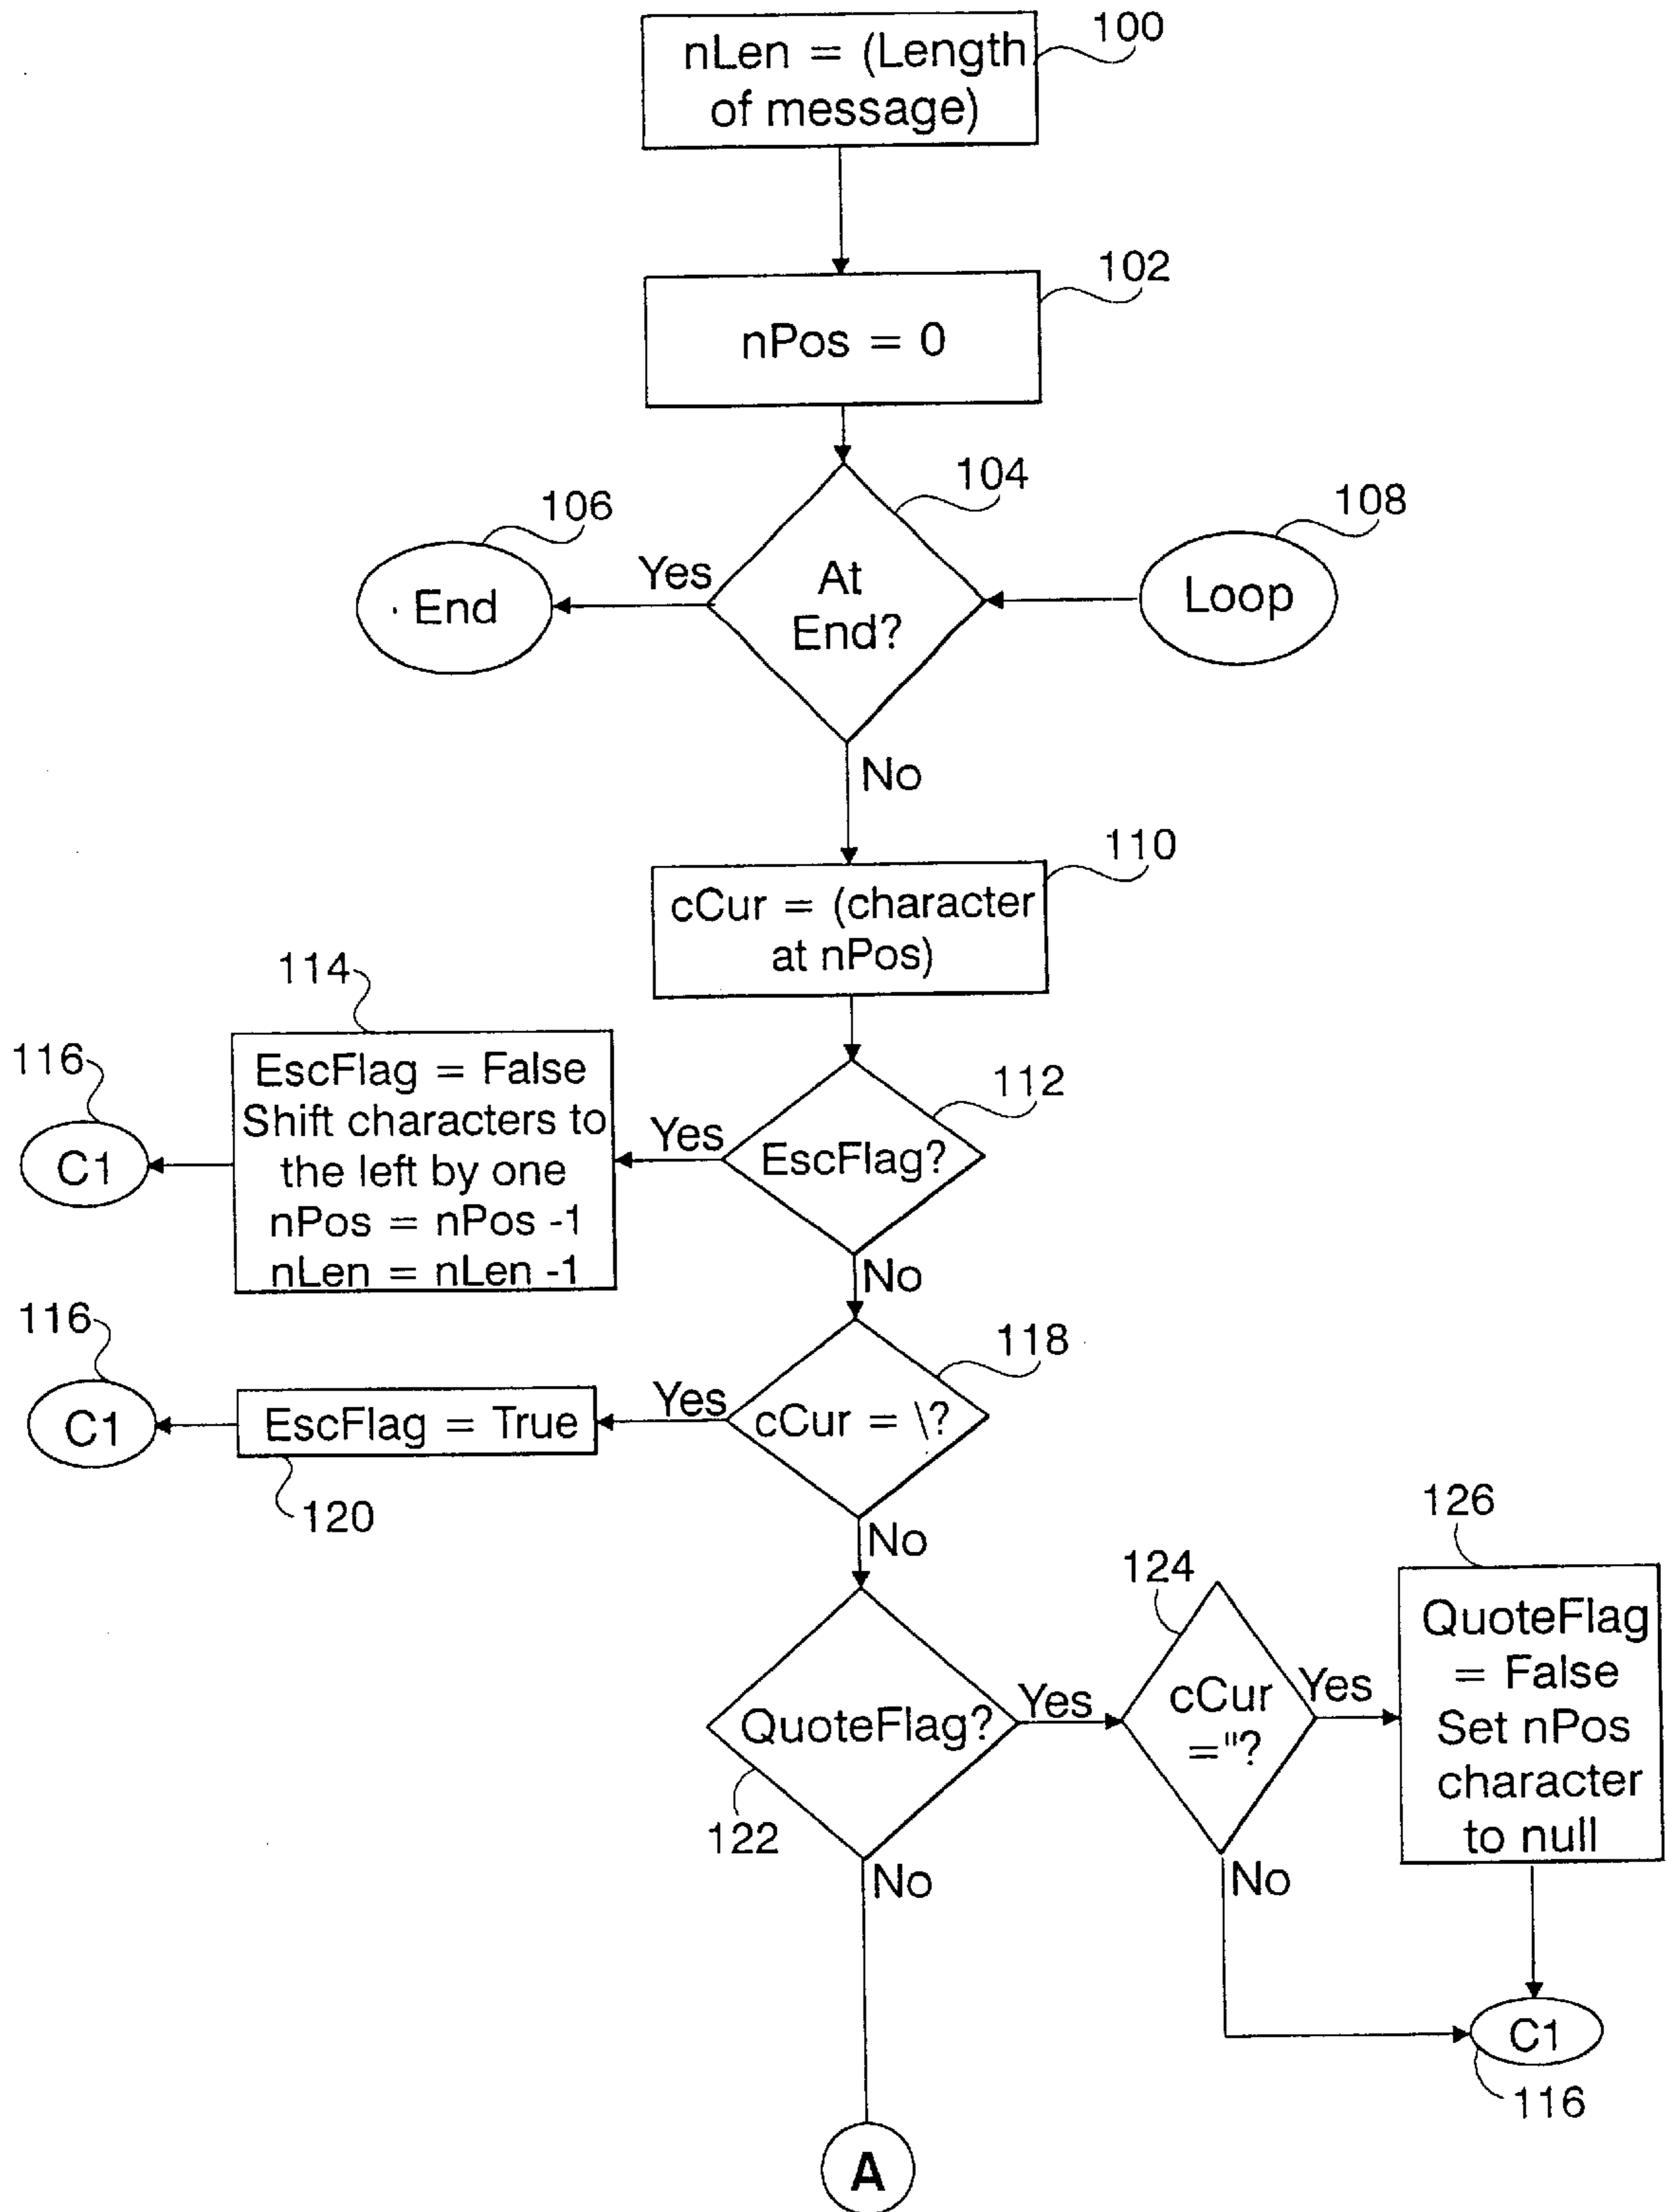 100
nLen = (Length
of message)
102
nPos = 0
104
106
108
Yes
At
End?
End
Loop
No
110
cCur = (character
at nPos)
114
116
EscFlag = False
Shift characters to
the left by one
nPos = nPos -1
nLen = nLen -1
C1
Yes
112
EscFlag?
No
116
118
C1
EscFlag = True
Yes
cCur = \?
120
No
126
124
QuoteFlag?
Yes
cCur
="?
Yes
QuoteFlag
= False
Set nPos
character
to null
122
No
No
C1
116
A